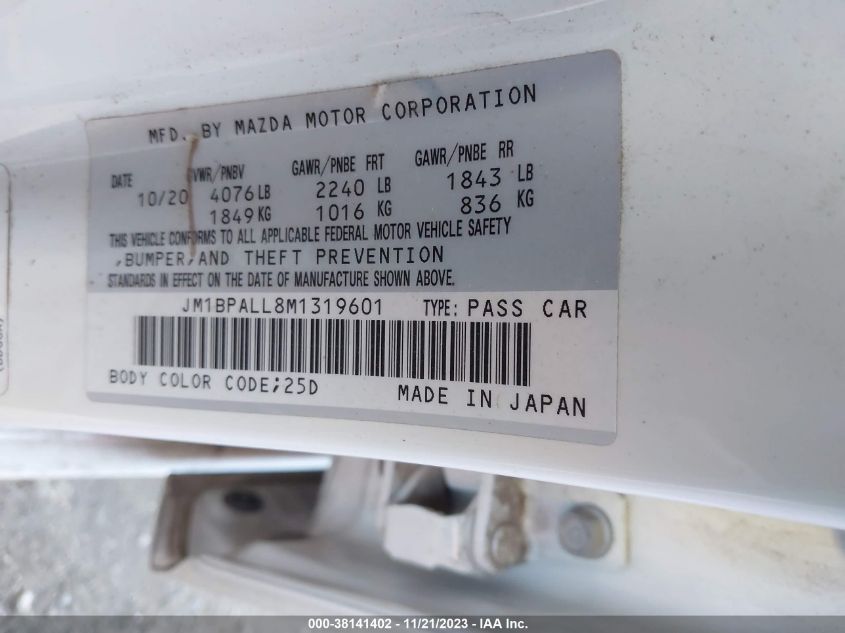 MFD. BY MAZDA MOTOR CORPORATION
DATE GVWR/PNBV GAWR/PNBE FRT GAWR/PNBE RR
10/20 4076 LB 2240 LB 1843 LB
1849 KG 1016 KG 836 KG
THIS VEHICLE CONFORMS TO ALL APPLICABLE FEDERAL MOTOR VEHICLE SAFETY
,BUMPER,AND THEFT PREVENTION
STANDARDS IN EFFECT ON THE DATE OF MANUFACTURE SHOWN ABOVE.
JM1BPALL8M1319601 TYPE: PASS CAR
BODY COLOR CODE;25D MADE IN JAPAN
000-38141402 - 11/21/2023 - IAA Inc.